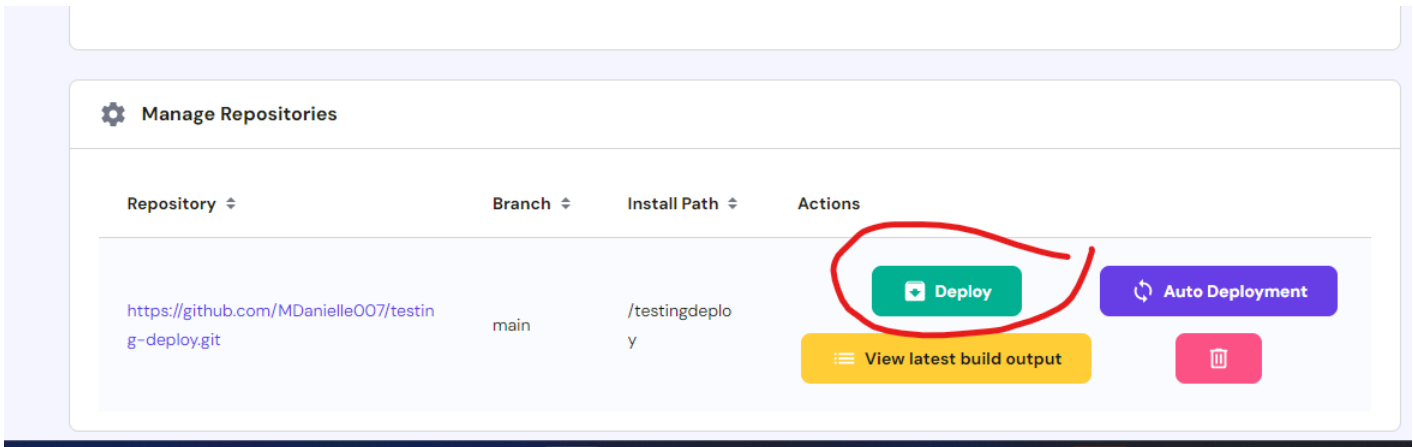 Manage Repositories
Repository Branch Install Path Actions
Deploy Auto Deployment
https://github.com/MDanielle007/testin
g-deploy.git
main
/testingdeplo
y
View latest build output